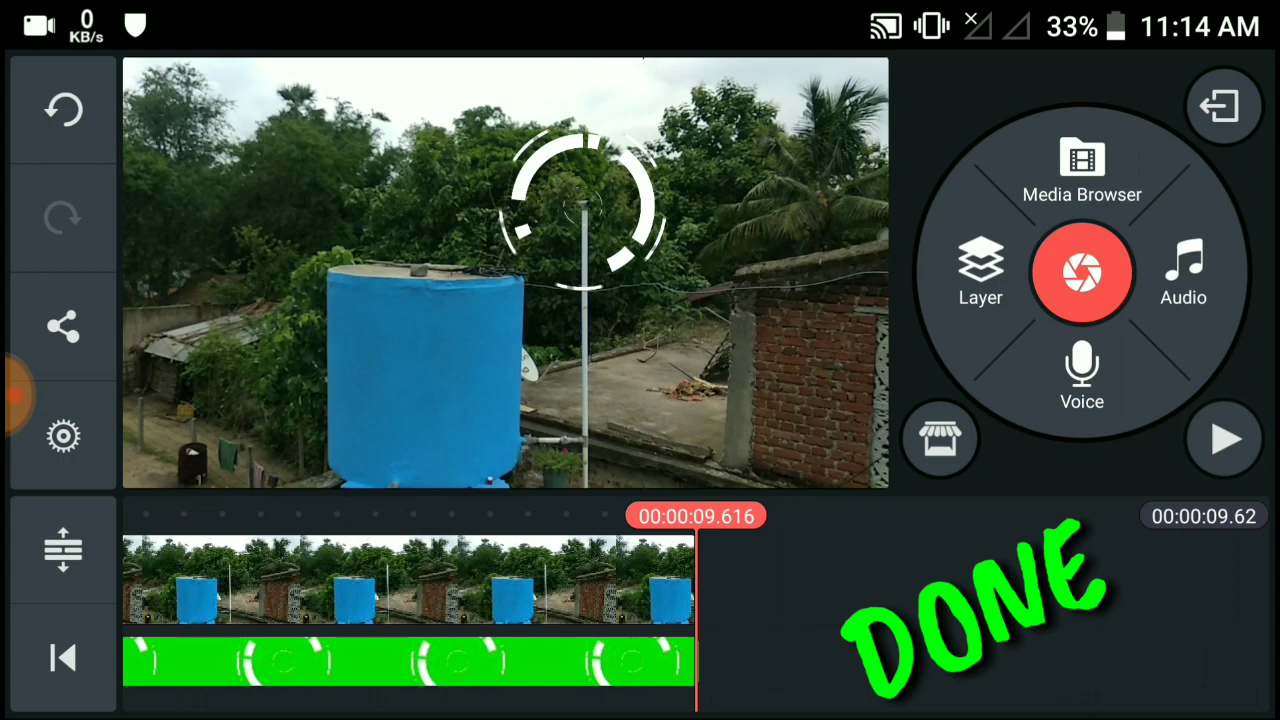 0
KB/s
33%
11:14 AM
Media Browser
Layer
Audio
Voice
00:00:09.616
00:00:09.62
DONE